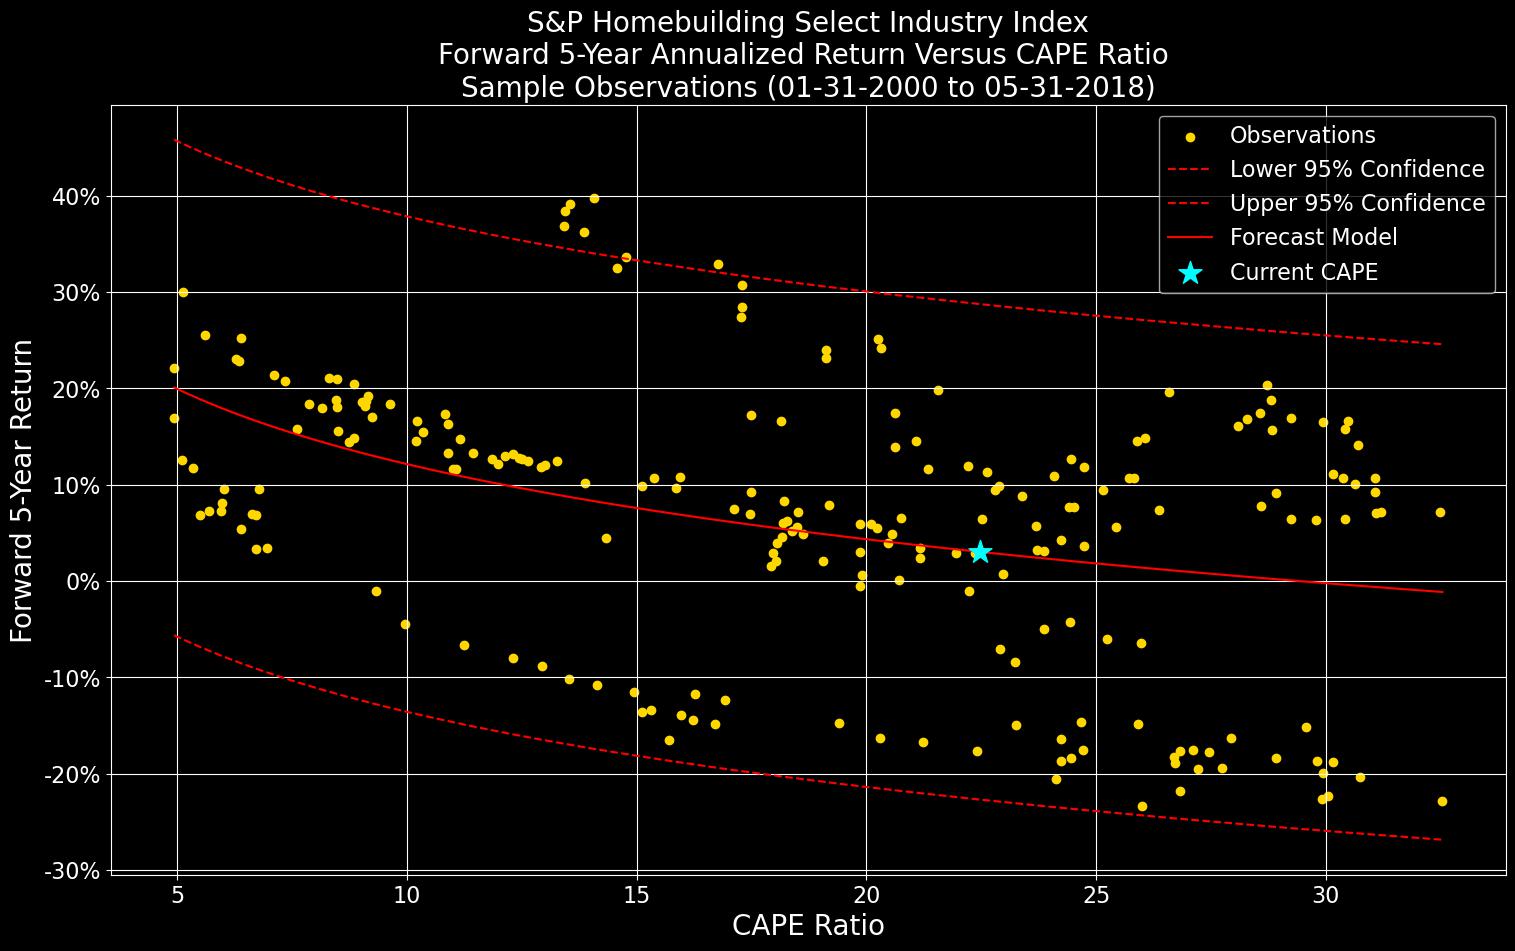 S&P Homebuilding Select Industry Index
Forward 5-Year Annualized Return Versus CAPE Ratio
Sample Observations (01-31-2000 to 05-31-2018)
Observations
Lower 95% Confidence
Upper 95% Confidence
Forecast Model
Current CAPE
Forward 5-Year Return
40%
30%
20%
10%
0%
-10%
-20%
-30%
5 10 15 20 25 30
CAPE Ratio